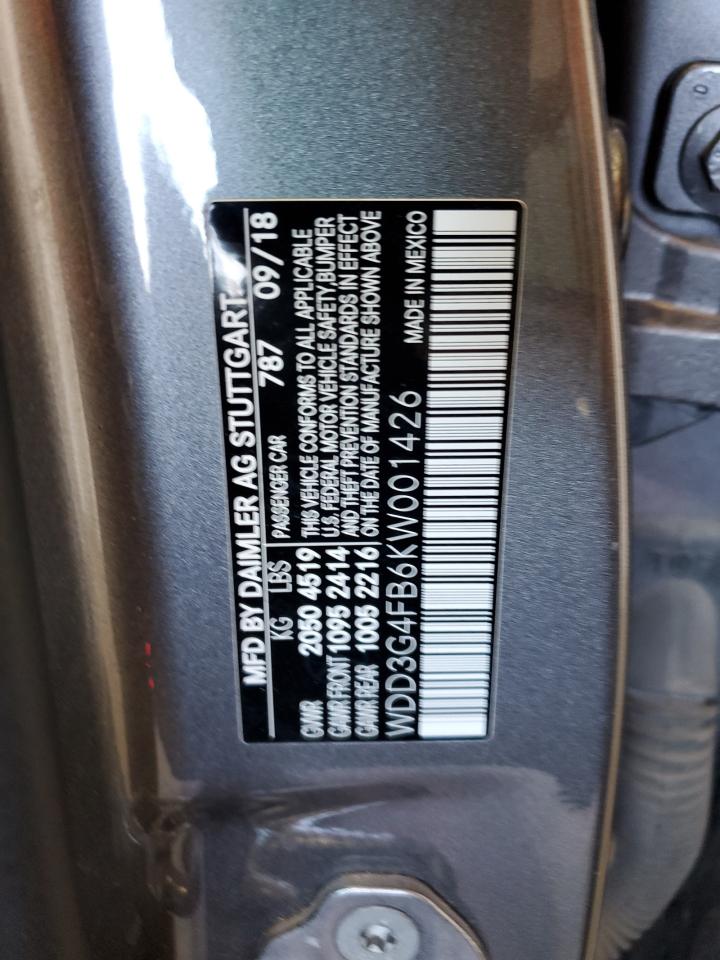 MFD BY DAIMLER AG STUTTGART
KG LBS PASSENGER CAR 787 09/18
GVWR 2050 4519 THIS VEHICLE CONFORMS TO ALL APPLICABLE
GAWR FRONT 1095 2414 U.S. FEDERAL MOTOR VEHICLE SAFETY,BUMPER
GAWR REAR 1005 2216 AND THEFT PREVENTION STANDARDS IN EFFECT
ON THE DATE OF MANUFACTURE SHOWN ABOVE
WDD3G4FB6KW001426 MADE IN MEXICO